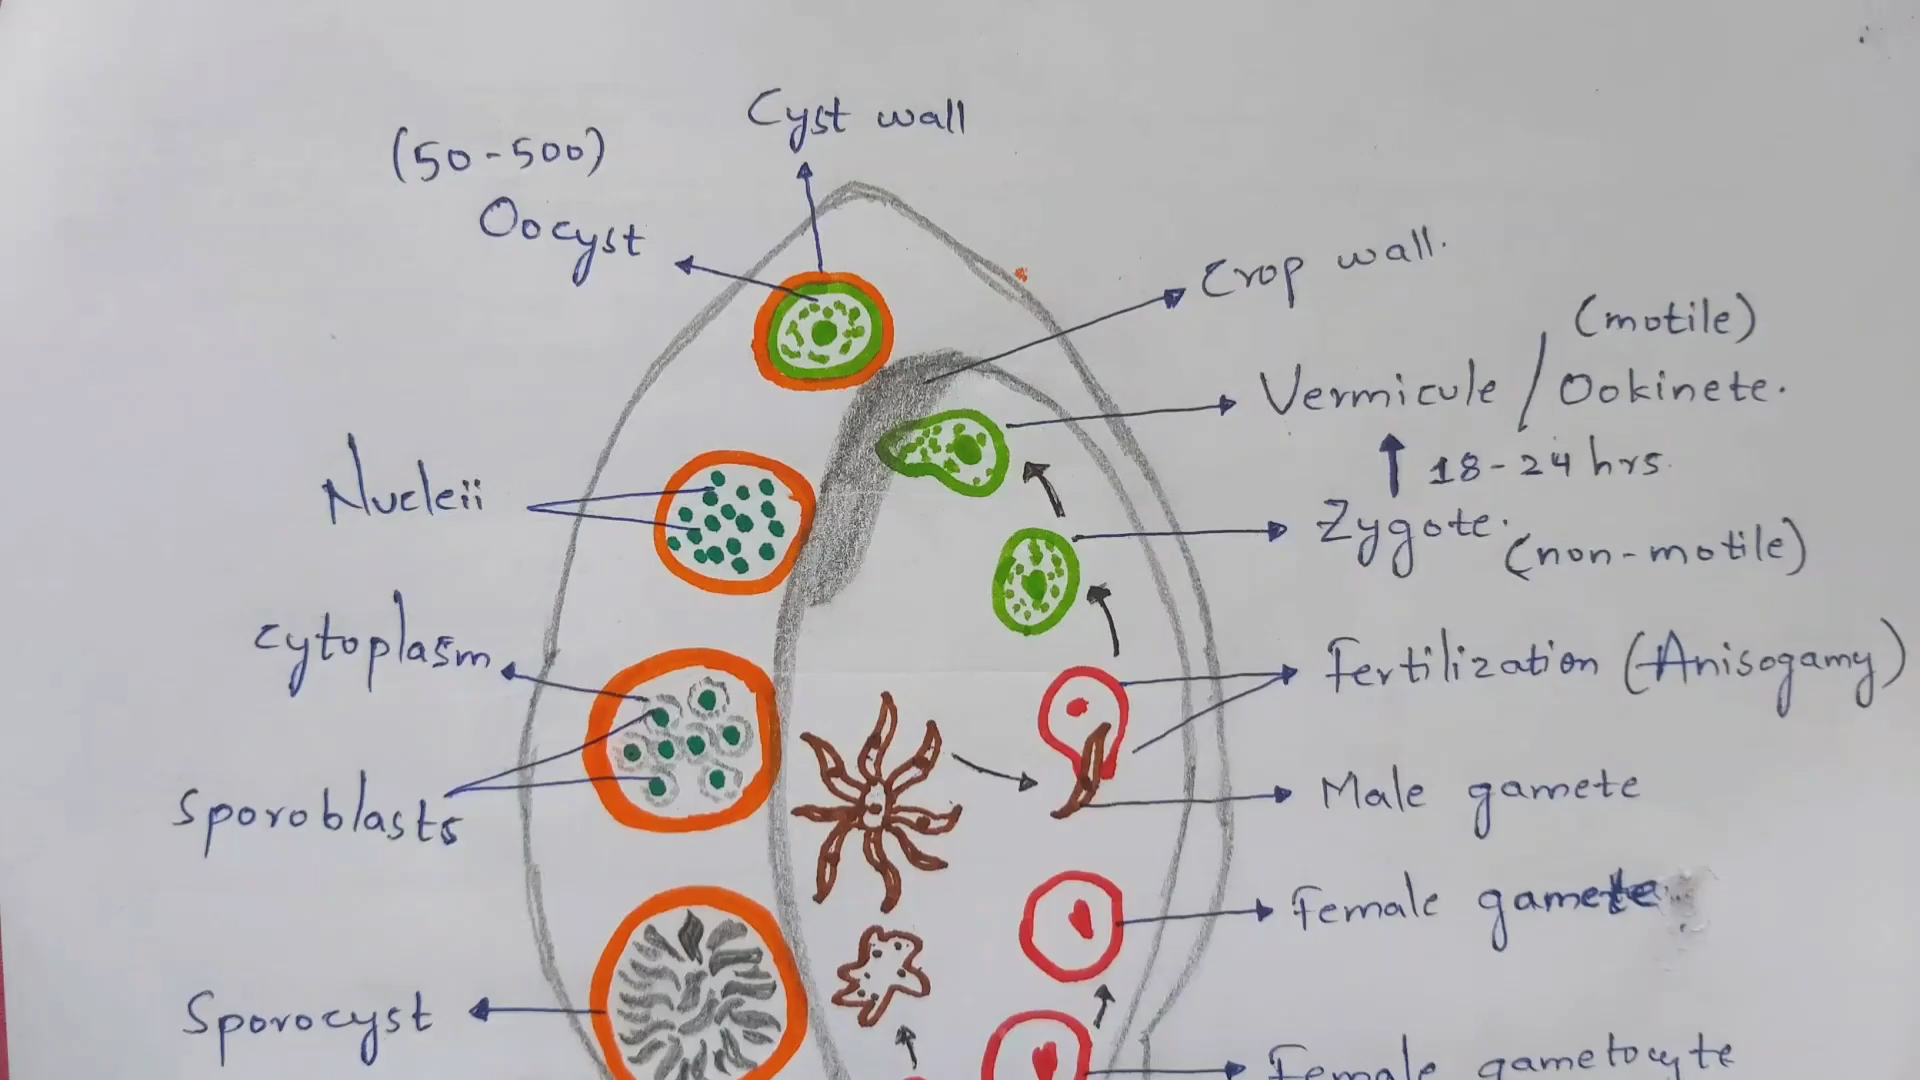 Cyst wall
(50-500)
Oocyst
Crop wall.
(motile)
Vermicule / Ookinete.
18-24 hrs.
Nucleii
Zygote.
(non-motile)
Cytoplasm
Fertilization (Anisogamy)
Sporoblasts
Male gamete
Female gamete
Sporocyst
Female gametocyte